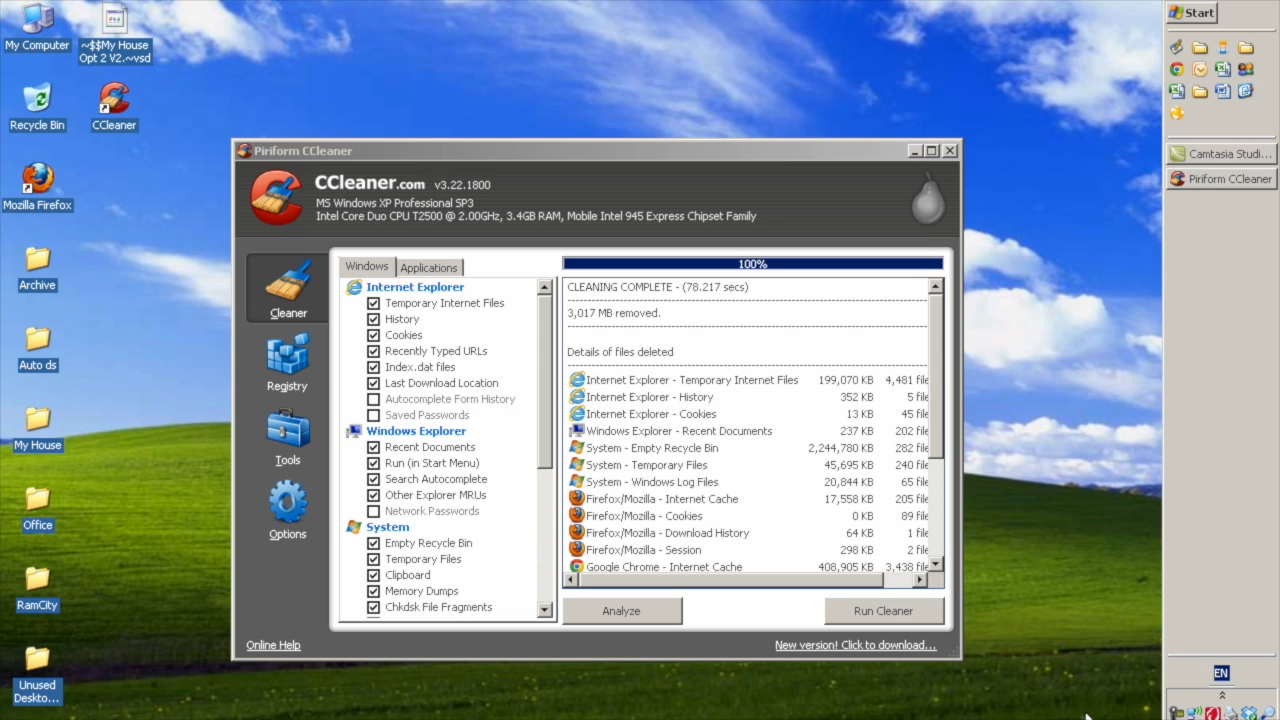 My Computer
~$$My House
Opt 2 V2.~vsd
Recycle Bin
CCleaner
Mozilla Firefox
Archive
Auto ds
My House
Office
RamCity
Unused
Deskto...
Piriform CCleaner
CCleaner.com v3.22.1800
MS Windows XP Professional SP3
Intel Core Duo CPU T2500 @ 2.00GHz, 3.4GB RAM, Mobile Intel 945 Express Chipset Family
Cleaner
Registry
Tools
Options
Windows
Applications
Internet Explorer
Temporary Internet Files
History
Cookies
Recently Typed URLs
Index.dat files
Last Download Location
Autocomplete Form History
Saved Passwords
Windows Explorer
Recent Documents
Run (in Start Menu)
Search Autocomplete
Other Explorer MRUs
Network Passwords
System
Empty Recycle Bin
Temporary Files
Clipboard
Memory Dumps
Chkdsk File Fragments
100%
CLEANING COMPLETE - (78.217 secs)
3,017 MB removed.
Details of files deleted
Internet Explorer - Temporary Internet Files 199,070 KB 4,481 file
Internet Explorer - History 352 KB 5 file
Internet Explorer - Cookies 13 KB 45 file
Windows Explorer - Recent Documents 237 KB 202 file
System - Empty Recycle Bin 2,244,780 KB 282 file
System - Temporary Files 45,695 KB 240 file
System - Windows Log Files 20,844 KB 65 file
Firefox/Mozilla - Internet Cache 17,558 KB 205 file
Firefox/Mozilla - Cookies 0 KB 89 file
Firefox/Mozilla - Download History 64 KB 1 file
Firefox/Mozilla - Session 298 KB 2 file
Google Chrome - Internet Cache 408,905 KB 3,438 file
Analyze
Run Cleaner
Online Help
New version! Click to download...
Start
Camtasia Studi...
Piriform CCleaner
EN